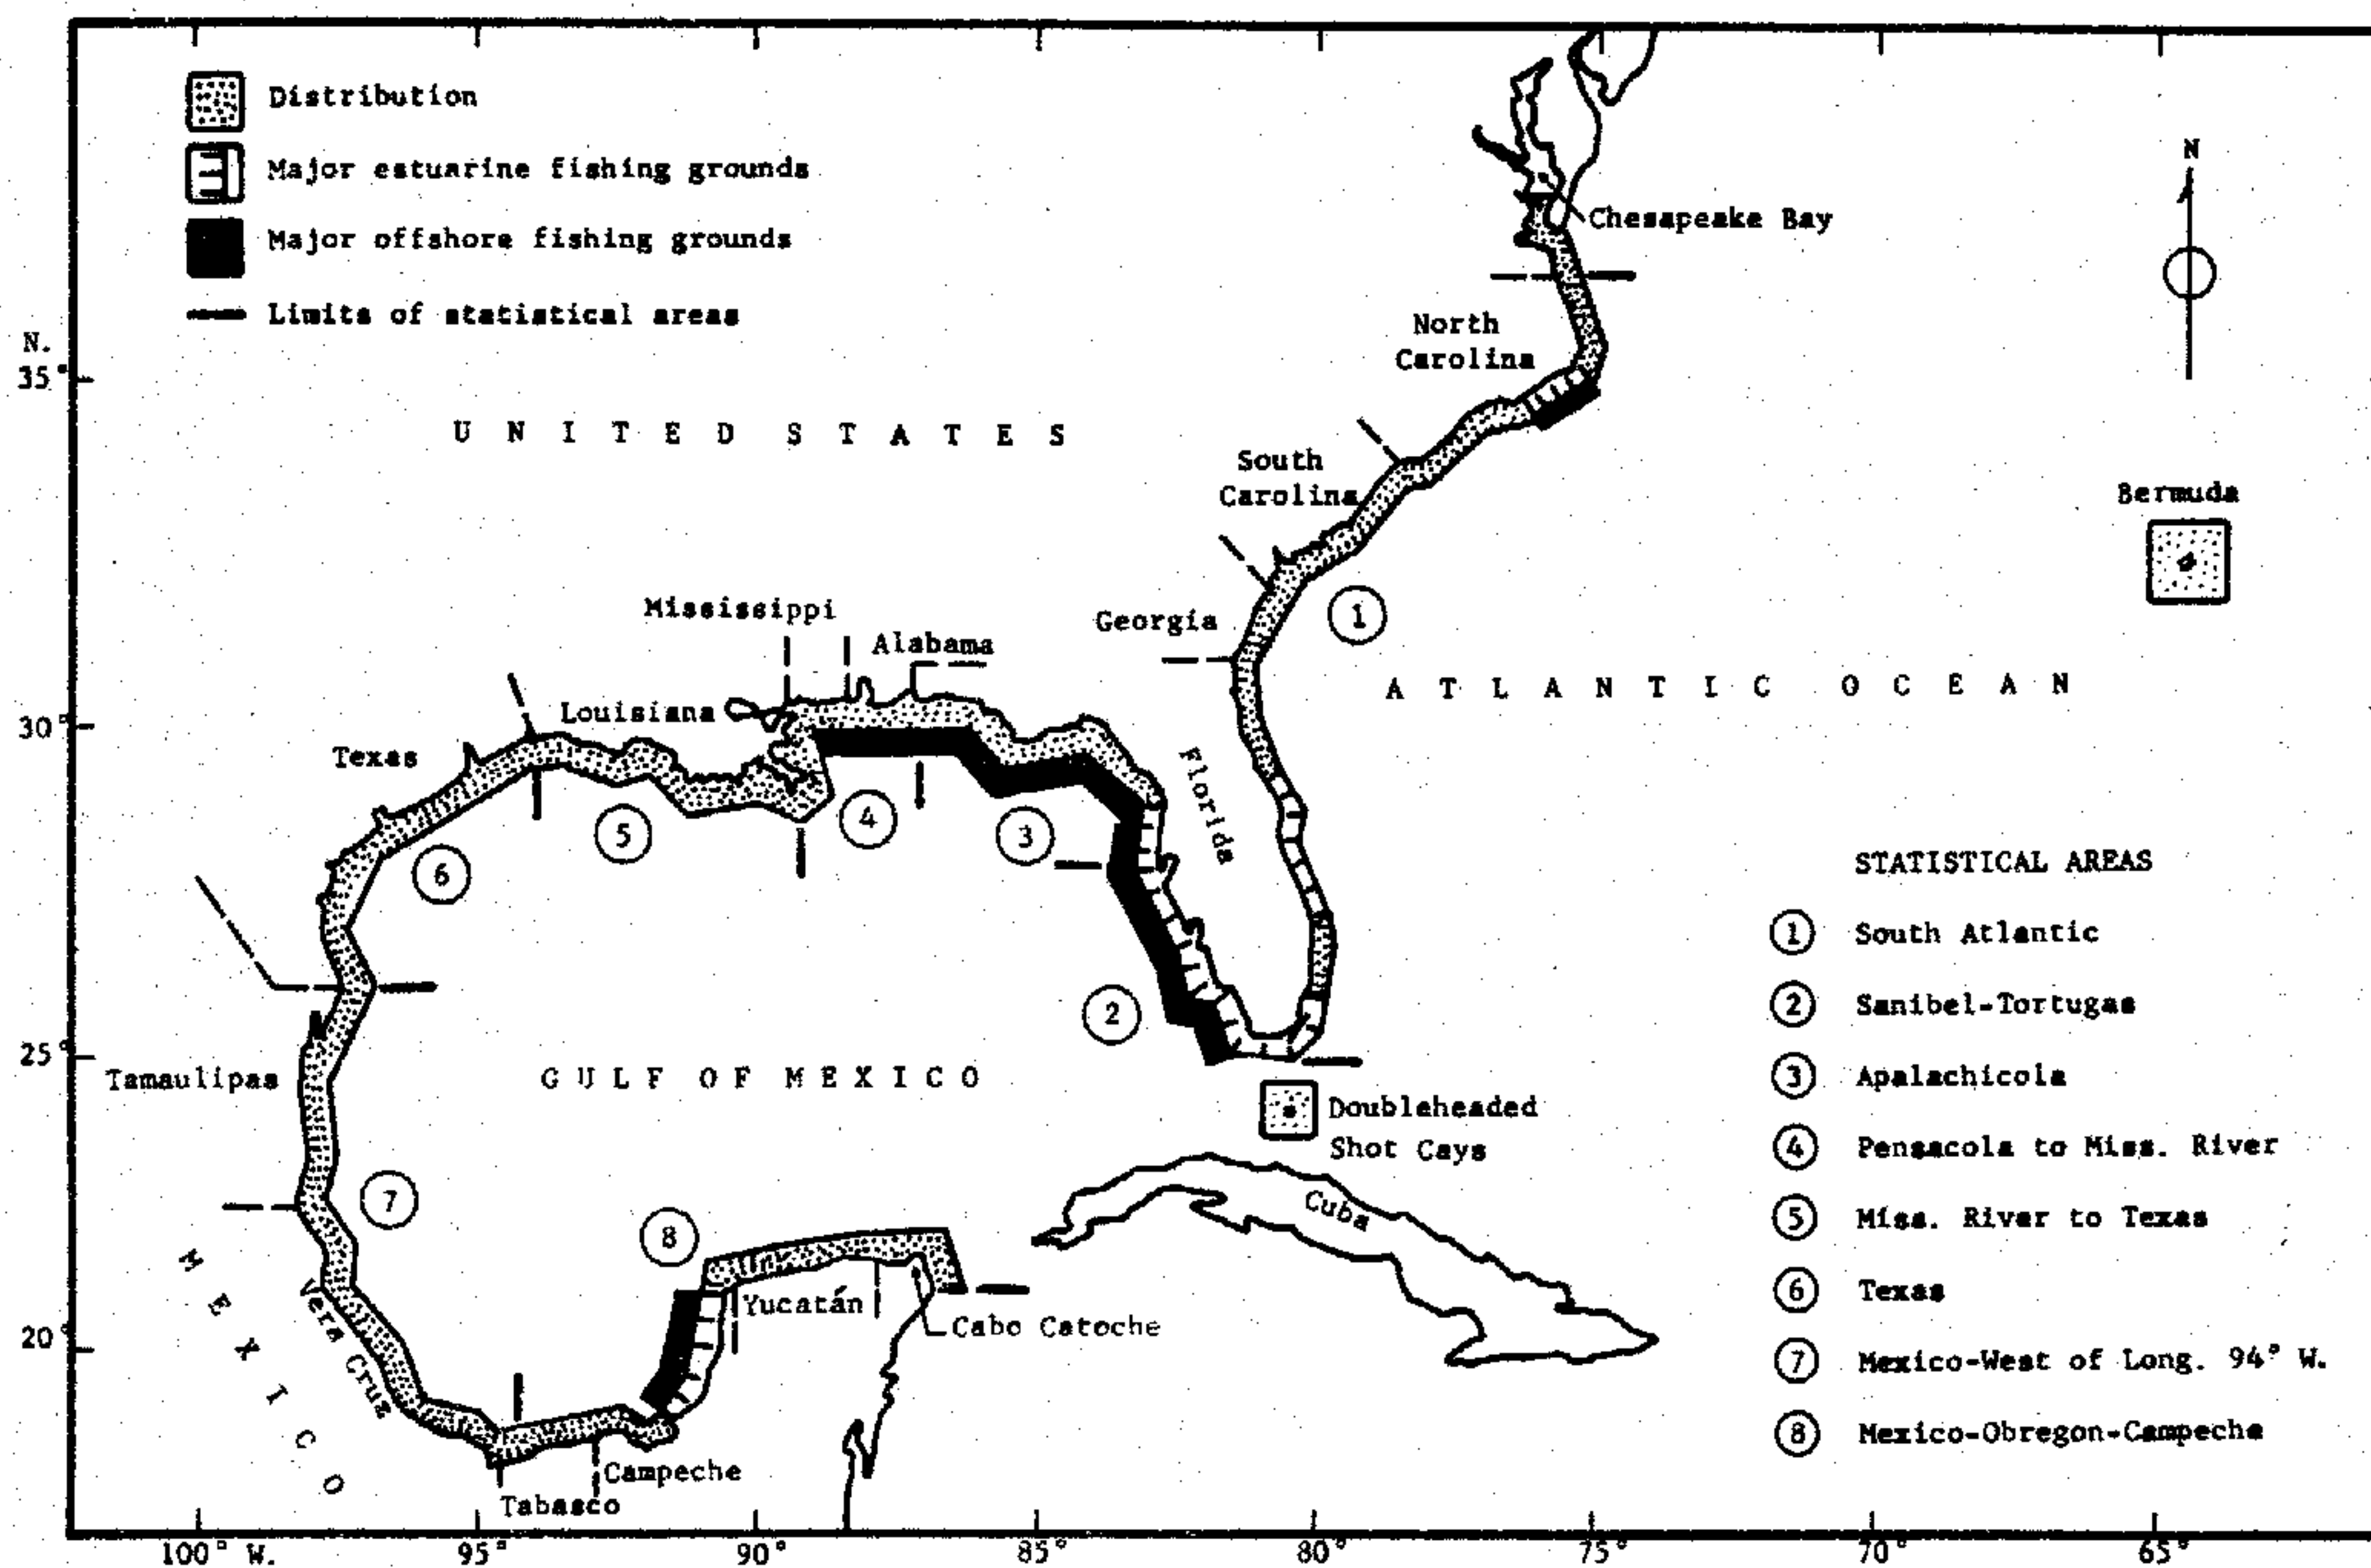 Distribution
Major estuarine fishing grounds
Major offshore fishing grounds
Limits of statistical areas
N
Chesapeake Bay
N.
35°
North
Carolina
UNITED STATES
South
Carolina
Bermuda
Mississippi
Alabama
Georgia
1
ATLANTIC OCEAN
Louisiana
30°
Texas
Florida
4
5
3
6
STATISTICAL AREAS
1 South Atlantic
2 Sanibel-Tortugas
3 Apalachicola
4 Pensacola to Miss. River
5 Miss. River to Texas
6 Texas
7 Mexico-West of Long. 94° W.
8 Mexico-Obregon-Campeche
2
25°
Tamaulipas
GULF OF MEXICO
Doubleheaded
Shot Cays
7
Cuba
8
MEXICO
Vera Cruz
Yucatán
Cabo Catoche
20°
Campeche
Tabasco
100° W. 95° 90° 85° 80° 75° 70° 65°